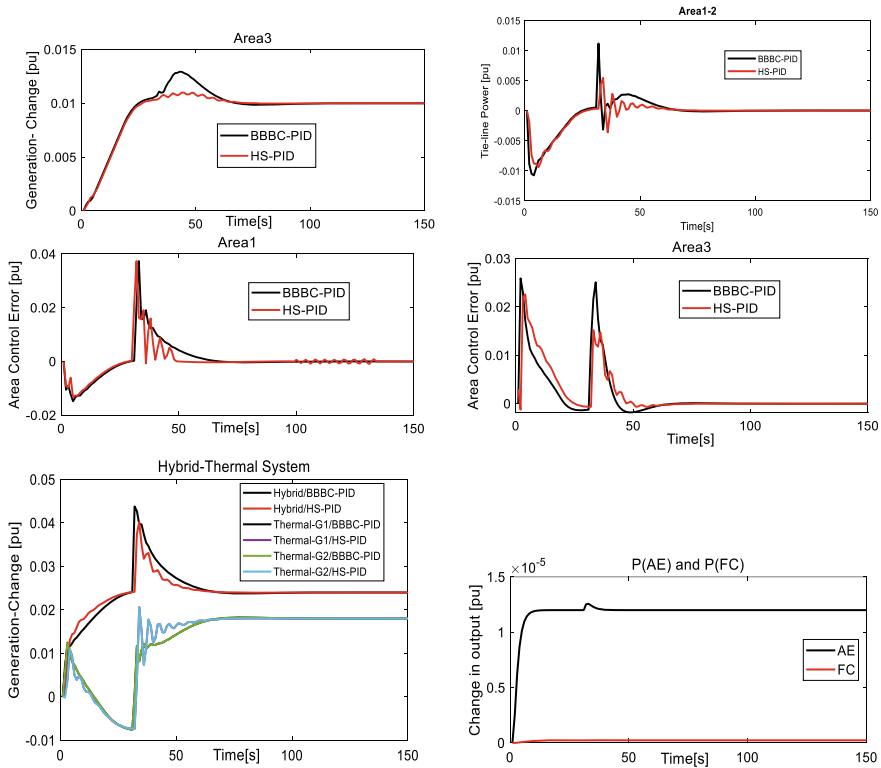 Area3
Generation- Change [pu]
0.015
0.01
0.005
0
BBBC-PID
HS-PID
0
50
100
150
Time[s]
Area1-2
Tie-line Power [pu]
0.015
0.01
0.005
0
-0.005
-0.01
-0.015
BBBC-PID
HS-PID
50
100
150
Time[s]
Area1
Area Control Error [pu]
0.04
0.02
0
-0.02
BBBC-PID
HS-PID
0
50
100
150
Time[s]
Area3
Area Control Error [pu]
0.03
0.02
0.01
0
BBBC-PID
HS-PID
0
50
100
150
Time[s]
Hybrid-Thermal System
Generation-Change [pu]
0.05
0.04
0.03
0.02
0.01
0
-0.01
Hybrid/BBBC-PID
Hybrid/HS-PID
Thermal-G1/BBBC-PID
Thermal-G1/HS-PID
Thermal-G2/BBBC-PID
Thermal-G2/HS-PID
0
50
100
150
Time[s]
P(AE) and P(FC)
×10⁻⁵
Change in output [pu]
1.5
1
0.5
0
AE
FC
0
50
100
150
Time[s]